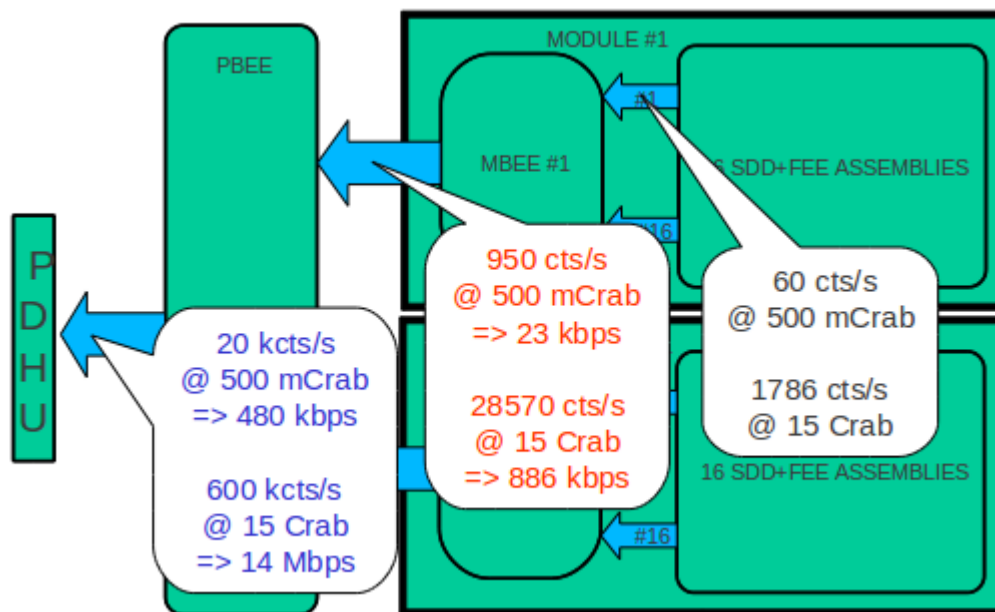 MODULE #1
PBEE
#1
MBEE #1
6 SDD+FEE ASSEMBLIES
#16
P
D
H
U
950 cts/s
@ 500 mCrab
=> 23 kbps
28570 cts/s
@ 15 Crab
=> 886 kbps
60 cts/s
@ 500 mCrab
1786 cts/s
@ 15 Crab
20 kcts/s
@ 500 mCrab
=> 480 kbps
600 kcts/s
@ 15 Crab
=> 14 Mbps
16 SDD+FEE ASSEMBLIES
#16